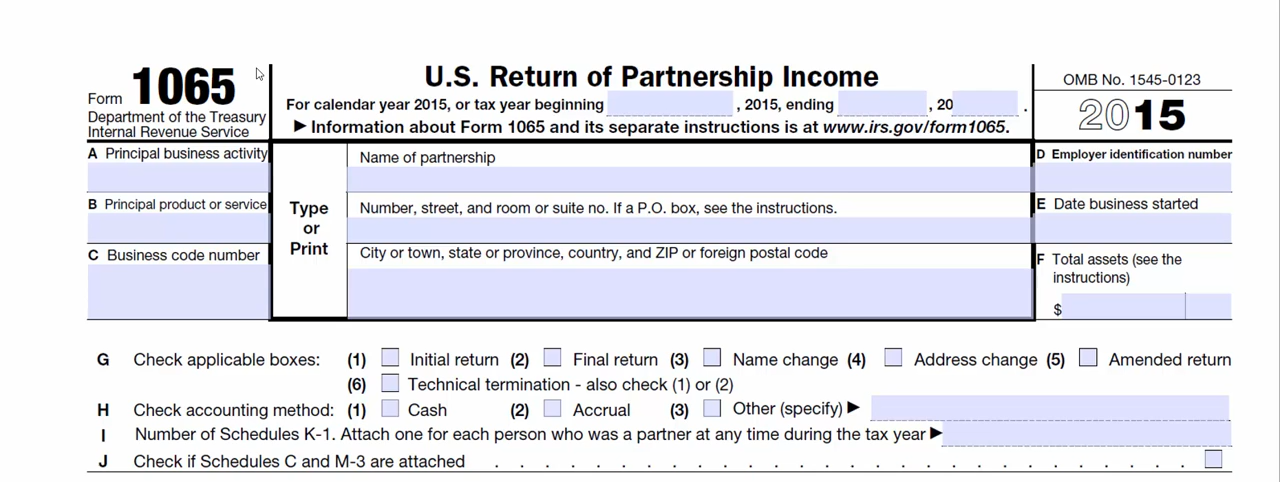 Form 1065
Department of the Treasury
Internal Revenue Service
U.S. Return of Partnership Income
For calendar year 2015, or tax year beginning , 2015, ending , 20 .
▶ Information about Form 1065 and its separate instructions is at www.irs.gov/form1065.
OMB No. 1545-0123
2015
A Principal business activity
B Principal product or service
C Business code number
Type
or
Print
Name of partnership
Number, street, and room or suite no. If a P.O. box, see the instructions.
City or town, state or province, country, and ZIP or foreign postal code
D Employer identification number
E Date business started
F Total assets (see the
instructions)
$
G Check applicable boxes: (1) Initial return (2) Final return (3) Name change (4) Address change (5) Amended return
(6) Technical termination - also check (1) or (2)
H Check accounting method: (1) Cash (2) Accrual (3) Other (specify) ▶
I Number of Schedules K-1. Attach one for each person who was a partner at any time during the tax year ▶
J Check if Schedules C and M-3 are attached . . . . . . . . . . . . . . . . . . . . . . . . . . . .